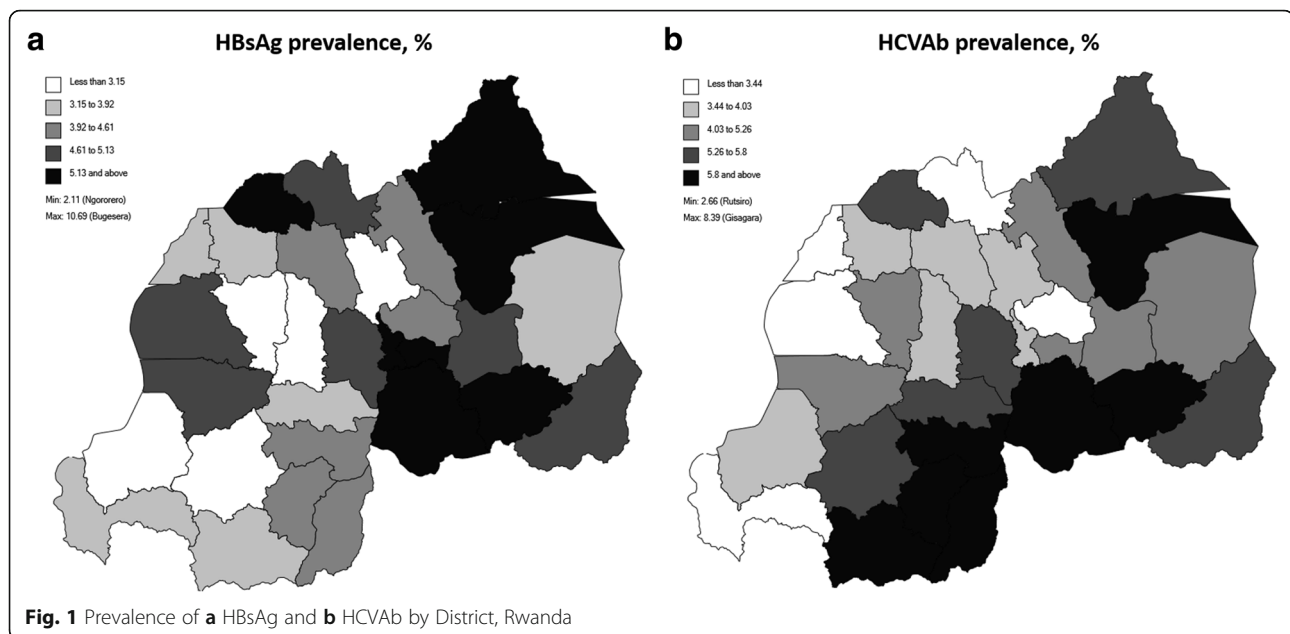 a
HBsAg prevalence, %
Less than 3.15
3.15 to 3.92
3.92 to 4.61
4.61 to 5.13
5.13 and above
Min: 2.11 (Ngororero)
Max: 10.69 (Bugesera)
b
HCVAb prevalence, %
Less than 3.44
3.44 to 4.03
4.03 to 5.26
5.26 to 5.8
5.8 and above
Min: 2.66 (Rutsiro)
Max: 8.39 (Gisagara)
Fig. 1 Prevalence of a HBsAg and b HCVAb by District, Rwanda